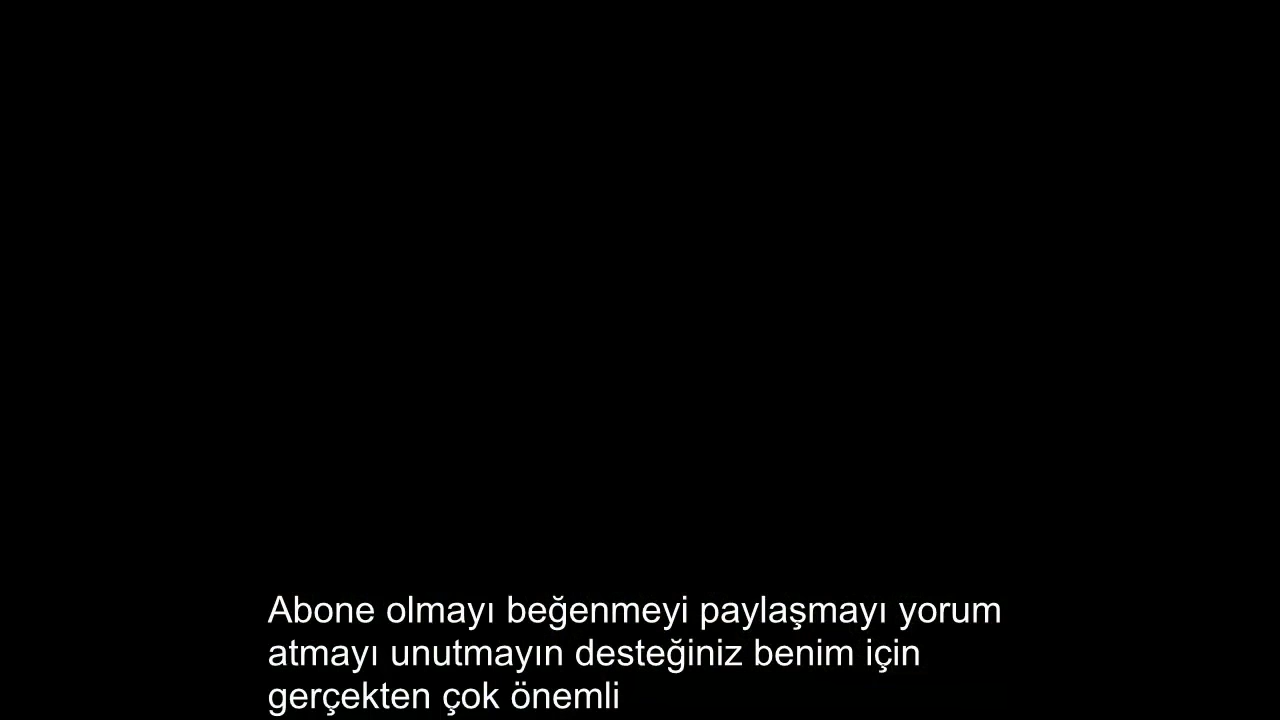 Abone olmayı beğenmeyi paylaşmayı yorum
atmayı unutmayın desteğiniz benim için
gerçekten çok önemli